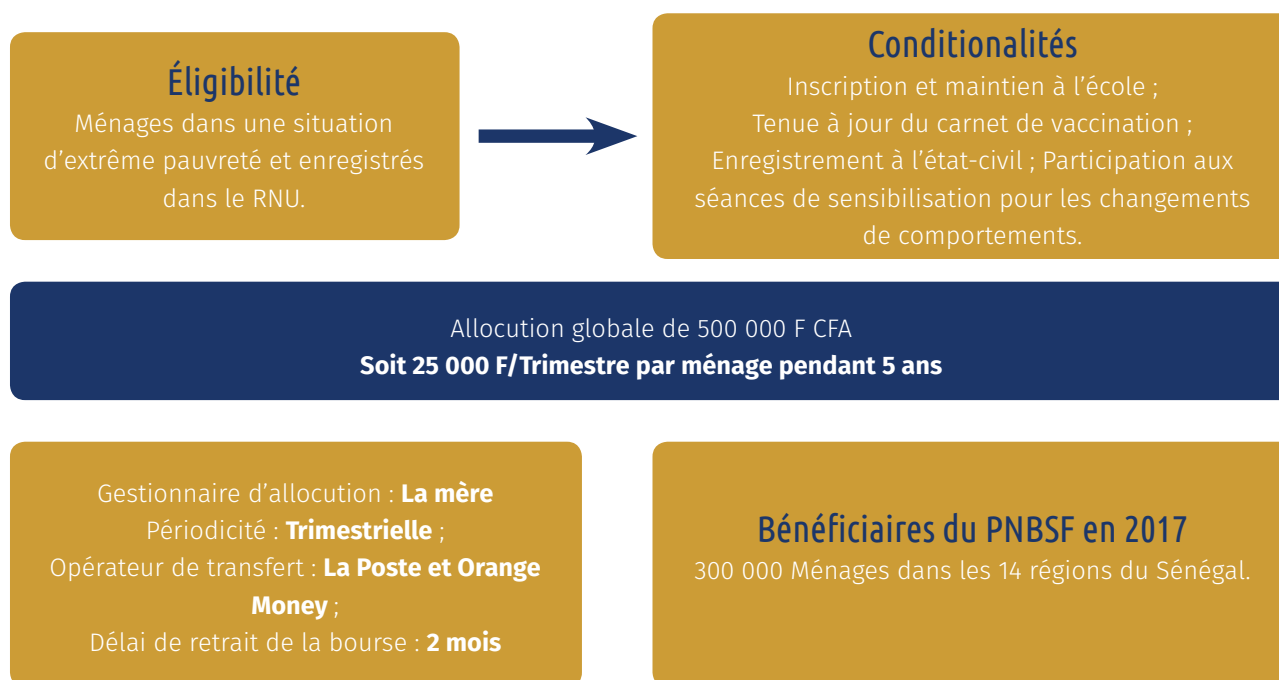 Éligibilité
Ménages dans une situation
d’extrême pauvreté et enregistrés
dans le RNU.
Conditionalités
Inscription et maintien à l’école ;
Tenue à jour du carnet de vaccination ;
Enregistrement à l’état-civil ; Participation aux
séances de sensibilisation pour les changements
de comportements.
Allocution globale de 500 000 F CFA
Soit 25 000 F/Trimestre par ménage pendant 5 ans
Gestionnaire d’allocution : La mère
Périodicité : Trimestrielle ;
Opérateur de transfert : La Poste et Orange
Money ;
Délai de retrait de la bourse : 2 mois
Bénéficiaires du PNBSF en 2017
300 000 Ménages dans les 14 régions du Sénégal.